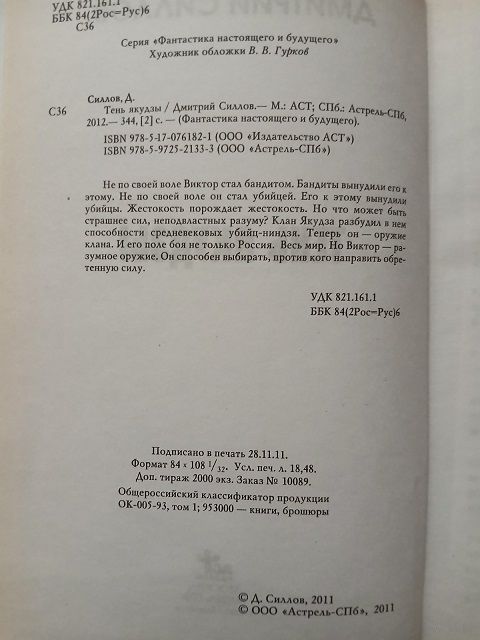 УДК 821.161.1
ББК 84(2Рос=Рус)6
С36
Серия «Фантастика настоящего и будущего»
Художник обложки В. В. Гурков
Силлов, Д.
С36 Тень якудзы / Дмитрий Силлов.— М.: АСТ; СПб.: Астрель-СПб,
2012.— 344, [2] с. — (Фантастика настоящего и будущего).
ISBN 978-5-17-076182-1 (ООО «Издательство АСТ»)
ISBN 978-5-9725-2133-3 (ООО «Астрель-СПб»)
Не по своей воле Виктор стал бандитом. Бандиты вынудили его к
этому. Не по своей воле он стал убийцей. Его к этому вынудили
убийцы. Жестокость порождает жестокость. Но что может быть
страшнее сил, неподвластных разуму? Клан Якудза разбудил в нем
способности средневековых убийц-ниндзя. Теперь он — оружие
клана. И его поле боя не только Россия. Весь мир. Но Виктор — ра-
зумное оружие. Он способен выбирать, против кого направить обре-
тенную силу.
УДК 821.161.1
ББК 84(2Рос=Рус)6
Подписано в печать 28.11.11.
Формат 84 × 108 1/32. Усл. печ. л. 18,48.
Доп. тираж 2000 экз. Заказ № 10089.
Общероссийский классификатор продукции
ОК-005-93, том 1; 953000 — книги, брошюры
© Д. Силлов, 2011
© ООО «Астрель-СПб», 2011